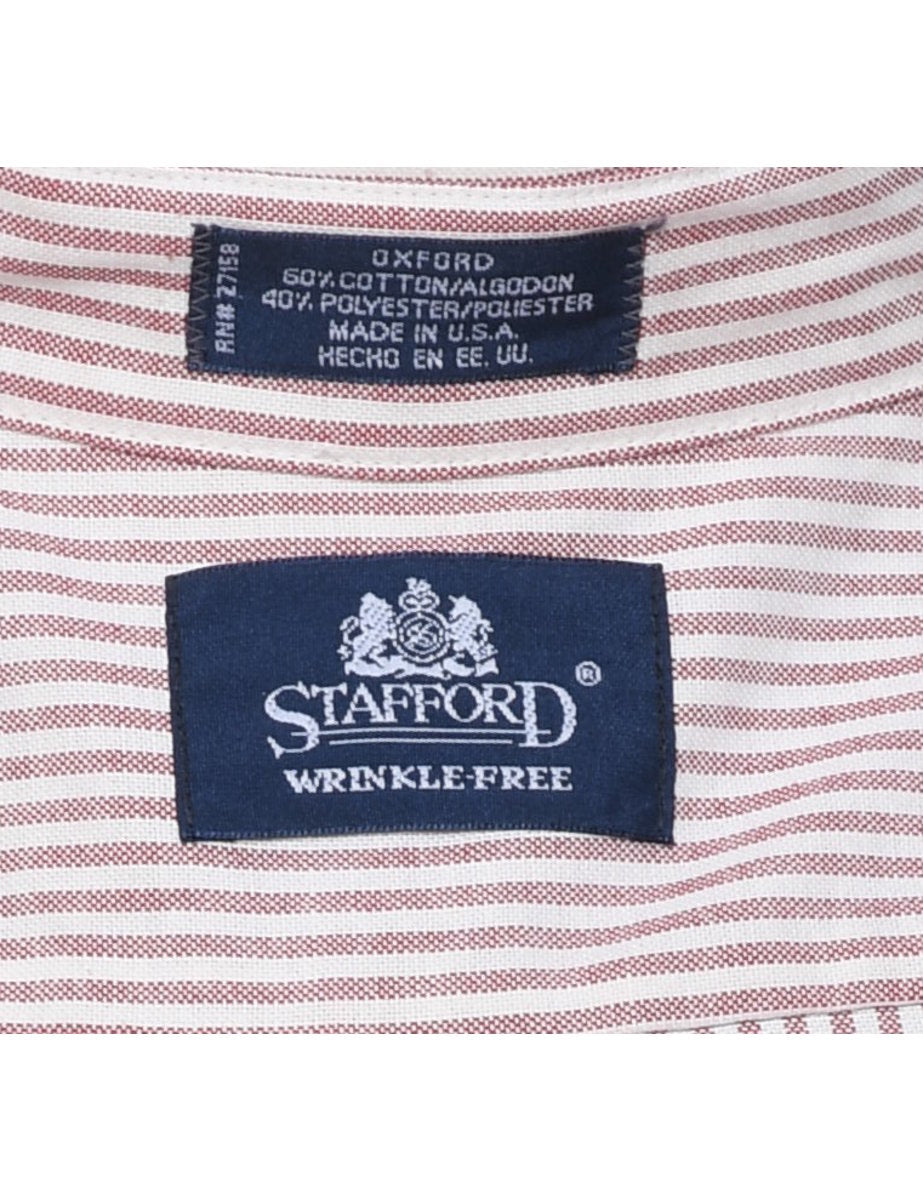 RN# 27158
OXFORD
60% COTTON/ALGODON
40% POLYESTER/POLIESTER
MADE IN U.S.A.
HECHO EN EE. UU.
STAFFORD®
WRINKLE-FREE